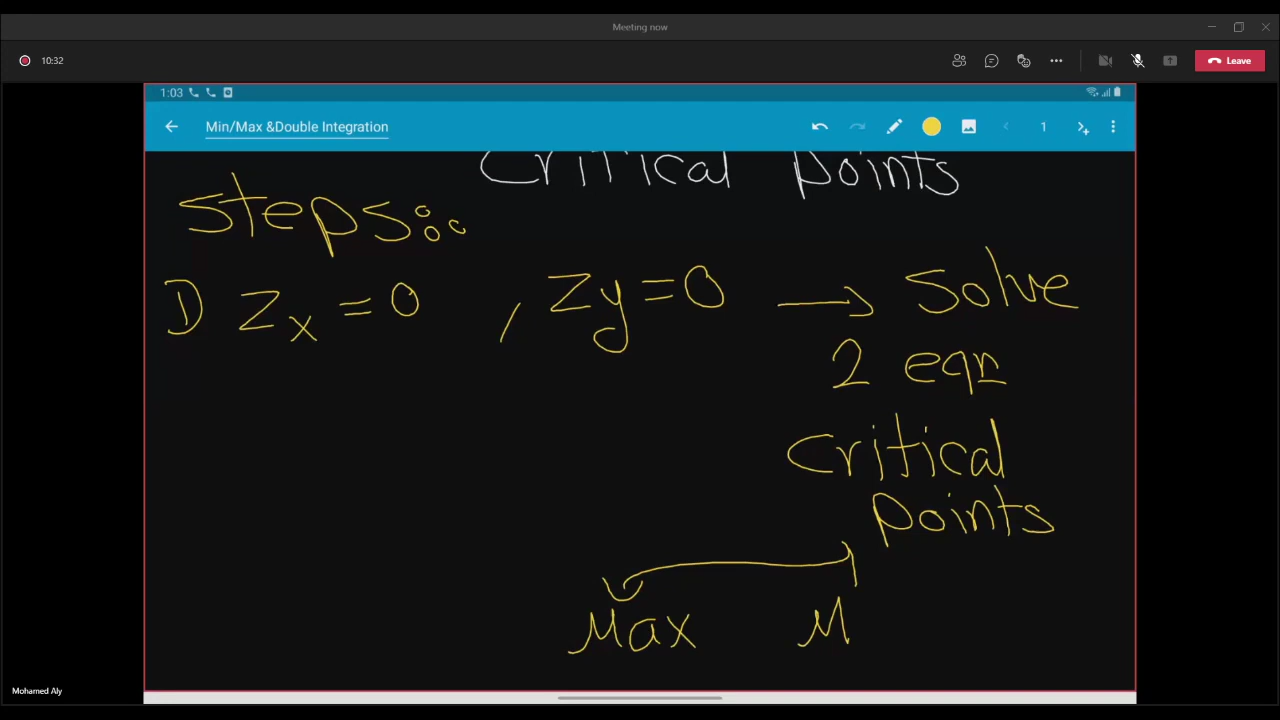 Meeting now
10:32
Leave
1:03
Min/Max &Double Integration
1
Critical points
Steps:
1) Zx = 0 , Zy = 0 → Solve
2 eqn
Critical
points
Max M
Mohamed Aly